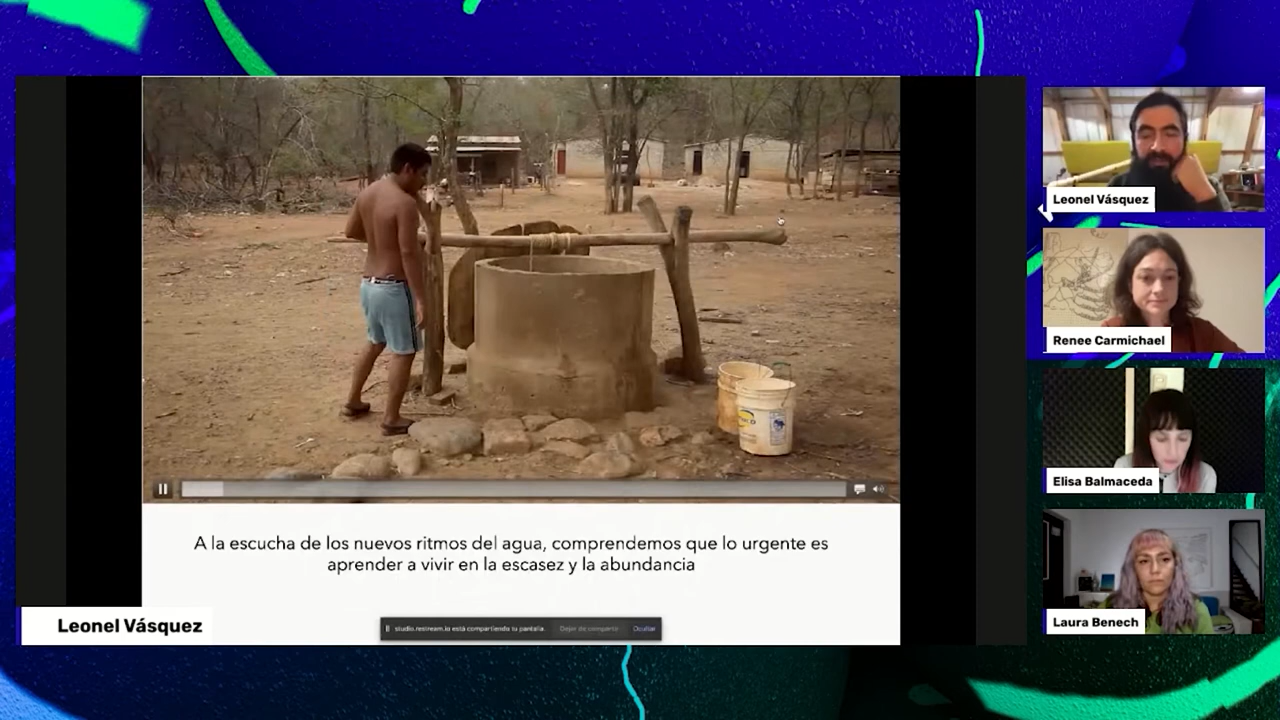 Leonel Vásquez
Renee Carmichael
Elisa Balmaceda
Laura Benech
A la escucha de los nuevos ritmos del agua, comprendemos que lo urgente es
aprender a vivir en la escasez y la abundancia
studio.restream.io está compartiendo tu pantalla.
Dejar de compartir
Ocultar
Leonel Vásquez